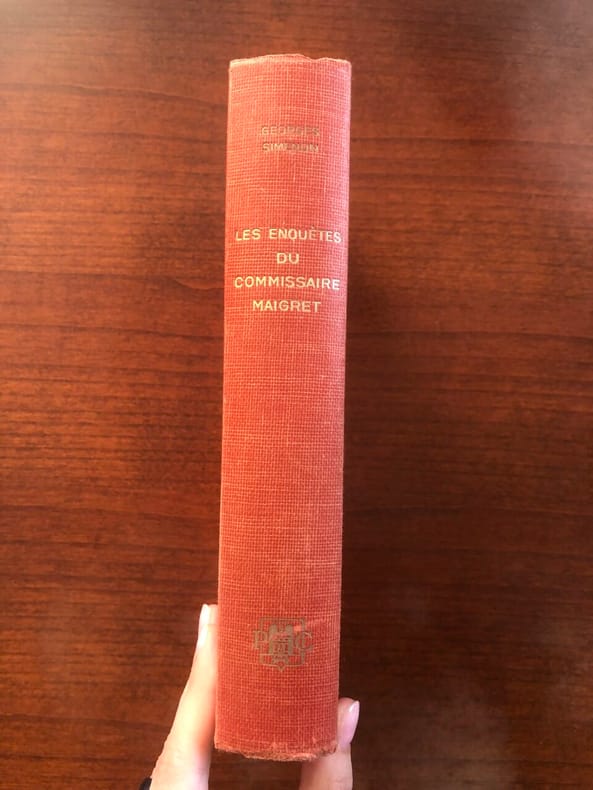 GEORGES
SIMENON
LES ENQUÊTES
DU
COMMISSAIRE
MAIGRET
P C